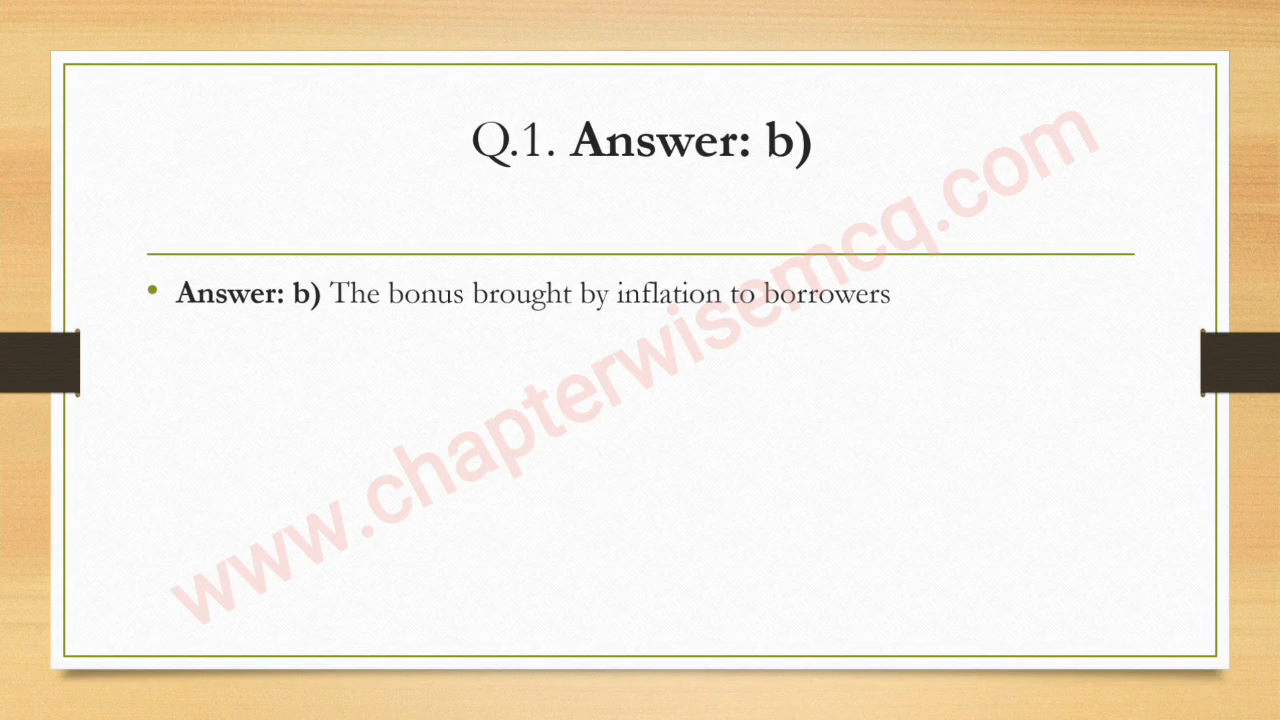 Q.1. Answer: b)
• Answer: b) The bonus brought by inflation to borrowers
www.chapterwisemcq.com